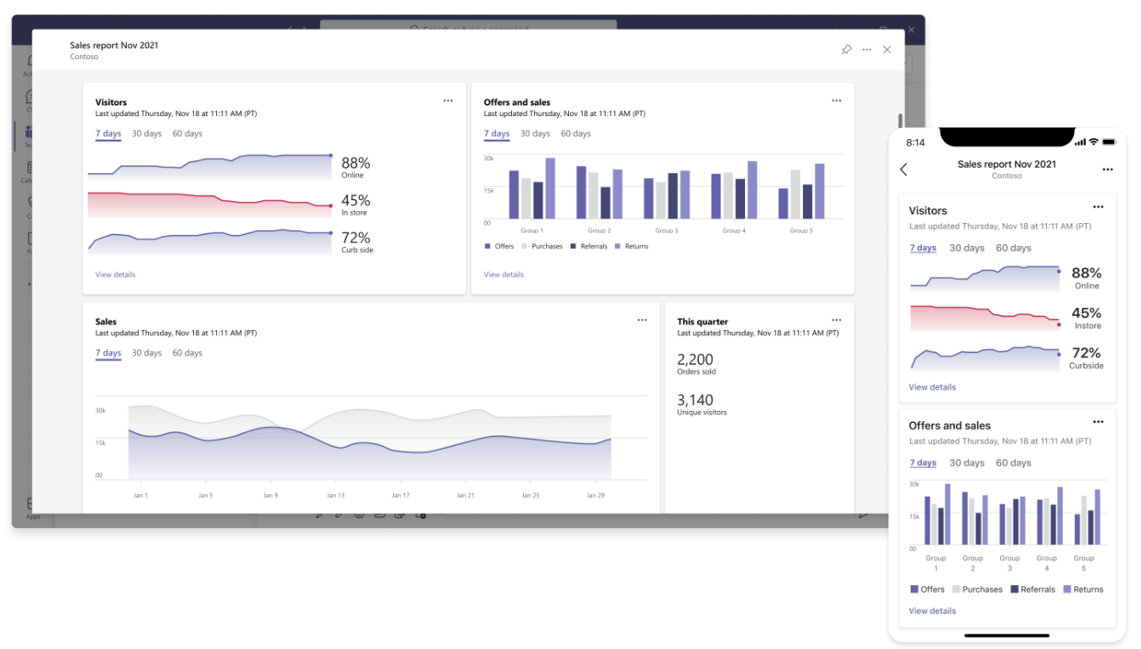 Sales report Nov 2021
Contoso
Visitors
Last updated Thursday, Nov 18 at 11:11 AM (PT)
7 days 30 days 60 days
88%
Online
45%
In store
72%
Curb side
View details
Offers and sales
Last updated Thursday, Nov 18 at 11:11 AM (PT)
7 days 30 days 60 days
30k
15k
00
Group 1 Group 2 Group 3 Group 4 Group 5
Offers Purchases Referrals Returns
View details
Sales
Last updated Thursday, Nov 18 at 11:11 AM (PT)
7 days 30 days 60 days
30k
15k
00
Jan 1 Jan 5 Jan 9 Jan 13 Jan 17 Jan 21 Jan 25 Jan 29
This quarter
Last updated Thursday, Nov 18 at 11:11 AM (PT)
2,200
Orders sold
3,140
Unique visitors
Apps
8:14
Sales report Nov 2021
Contoso
Visitors
Last updated Thursday, Nov 18 at 11:11 AM (PT)
7 days 30 days 60 days
88%
Online
45%
Instore
72%
Curbside
View details
Offers and sales
Last updated Thursday, Nov 18 at 11:11 AM (PT)
7 days 30 days 60 days
30k
15k
00
Group Group Group Group Group
1 2 3 4 5
Offers Purchases Referrals Returns
View details